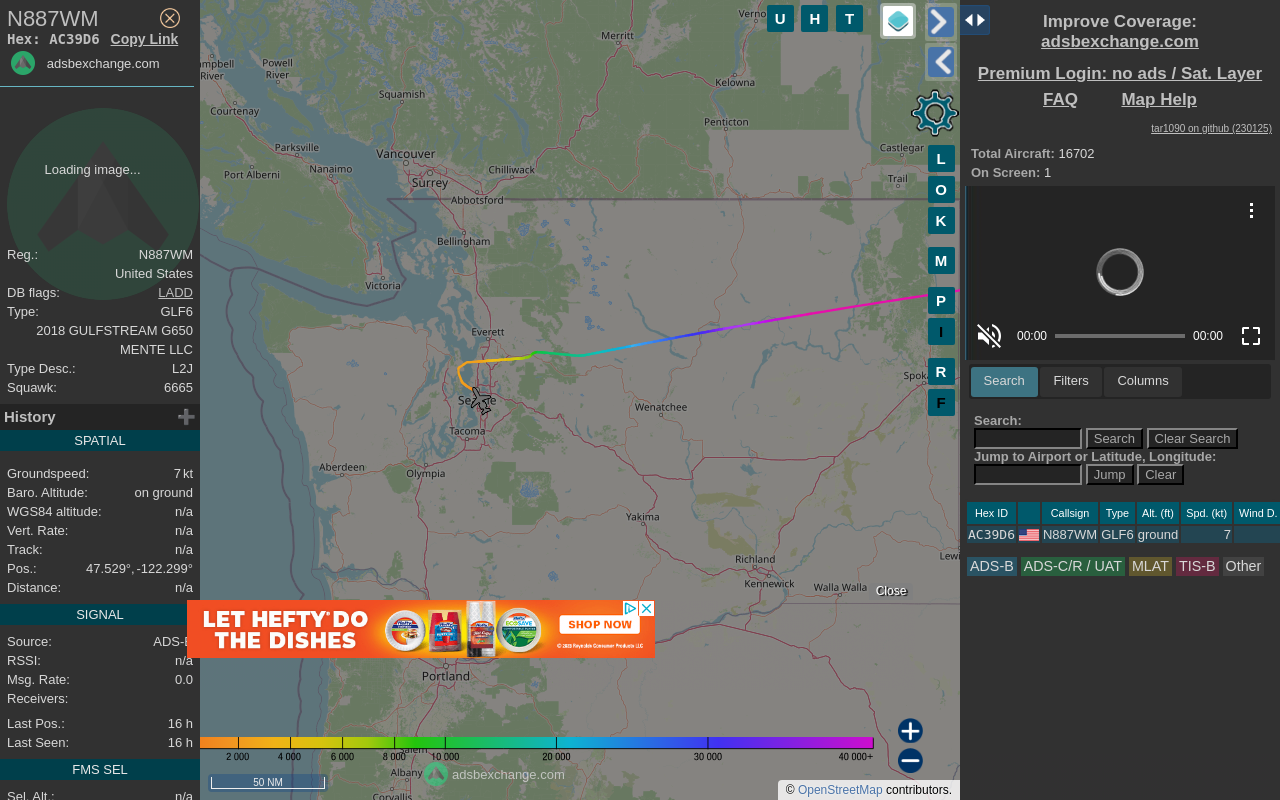 N887WM
Hex: AC39D6 Copy Link
adsbexchange.com
Loading image...
Reg.: N887WM
United States
DB flags: LADD
Type: GLF6
2018 GULFSTREAM G650
MENTE LLC
Type Desc.: L2J
Squawk: 6665
History
SPATIAL
Groundspeed: 7 kt
Baro. Altitude: on ground
WGS84 altitude: n/a
Vert. Rate: n/a
Track: n/a
Pos.: 47.529°, -122.299°
Distance: n/a
SIGNAL
Source: ADS-B
RSSI: n/a
Msg. Rate: 0.0
Receivers:
Last Pos.: 16 h
Last Seen: 16 h
FMS SEL
Sel. Alt.: n/a
U H T
Merritt
Powell
River
River
Squamish
Kelowna
Courtenay
Penticton
Parksville
Vancouver
Castlegar
Nanaimo
Chilliwack
Port Alberni
Surrey
Trail
Abbotsford
Bellingham
Victoria
Everett
Wenatchee
Tacoma
Aberdeen
Olympia
Yakima
Richland
Kennewick
Walla Walla
Portland
Albany
Corvallis
L
O
K
M
P
I
R
F
Close
LET HEFTY DO
THE DISHES
SHOP NOW
2 000 4 000 6 000 8 000 10 000 20 000 30 000 40 000+
50 NM
adsbexchange.com
© OpenStreetMap contributors.
Improve Coverage:
adsbexchange.com
Premium Login: no ads / Sat. Layer
FAQ Map Help
tar1090 on github (230125)
Total Aircraft: 16702
On Screen: 1
00:00 00:00
Search Filters Columns
Search:
Search Clear Search
Jump to Airport or Latitude, Longitude:
Jump Clear
Hex ID Callsign Type Alt. (ft) Spd. (kt) Wind D.
AC39D6 N887WM GLF6 ground 7
ADS-B ADS-C/R / UAT MLAT TIS-B Other